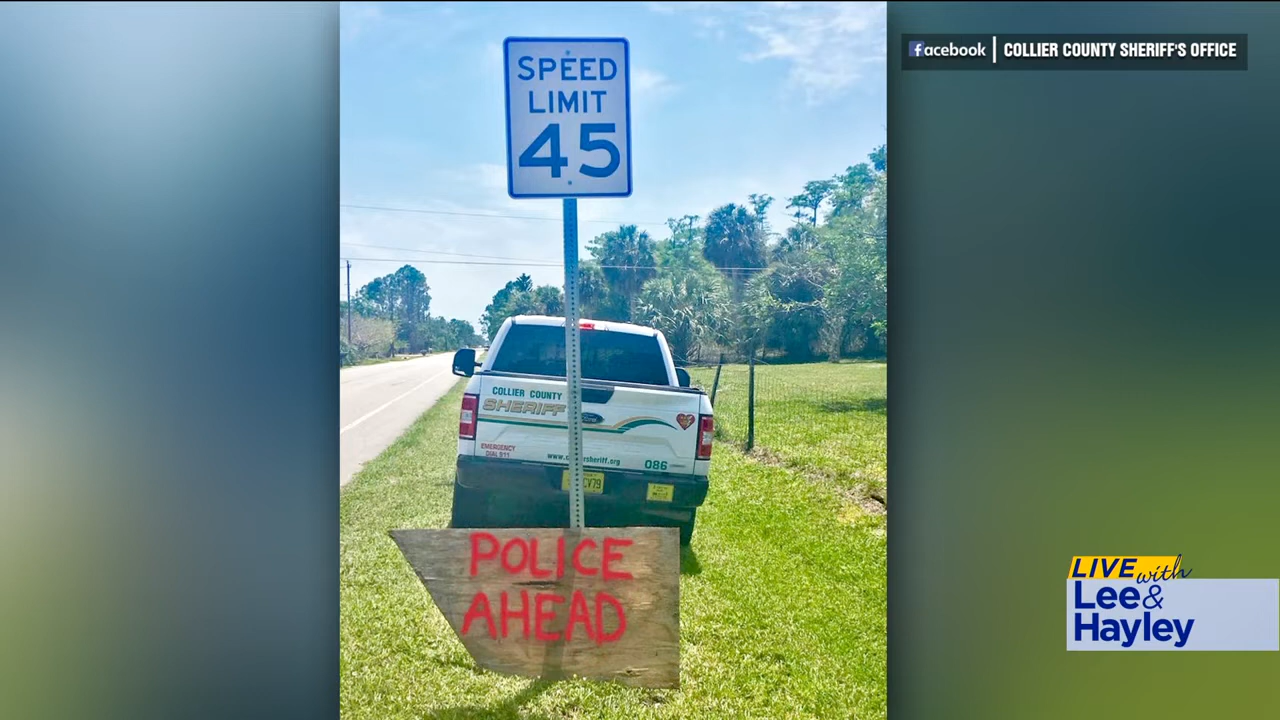 facebook | COLLIER COUNTY SHERIFF'S OFFICE
SPEED
LIMIT
45
COLLIER COUNTY
SHERIFF
Ford
EMERGENCY
DIAL 911
086
POLICE
AHEAD
LIVE with
Lee &
Hayley